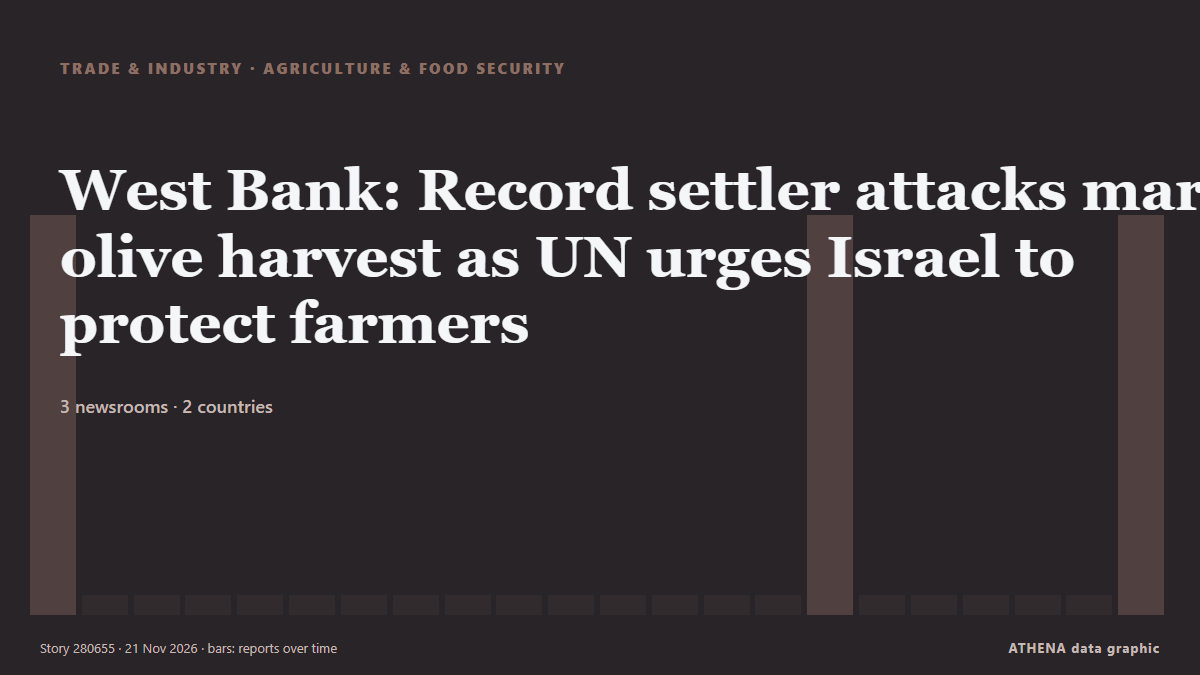 TRADE & INDUSTRY · AGRICULTURE & FOOD SECURITY
West Bank: Record settler attacks mar
olive harvest as UN urges Israel to
protect farmers
3 newsrooms · 2 countries
Story 280655 · 21 Nov 2026 · bars: reports over time
ATHENA data graphic